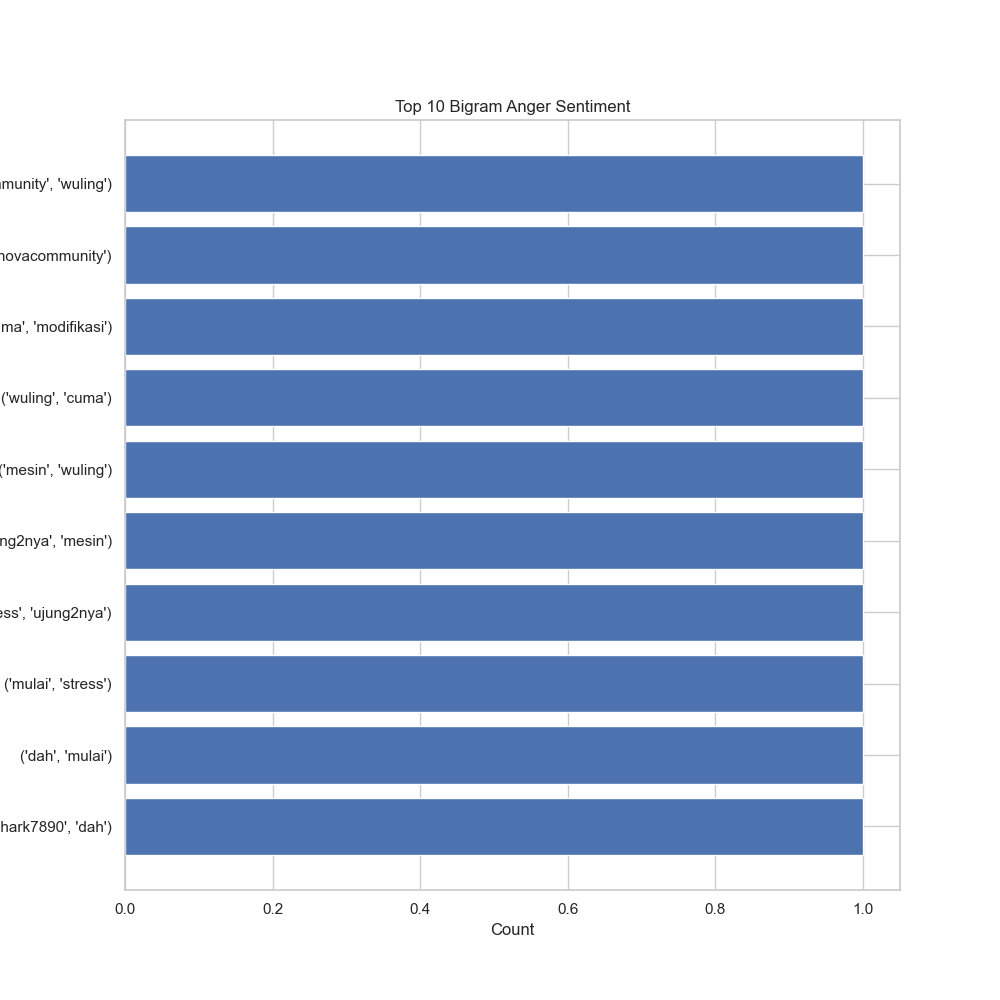 Top 10 Bigram Anger Sentiment
munity', 'wuling')
novacommunity')
ma', 'modifikasi')
('wuling', 'cuma')
('mesin', 'wuling')
ng2nya', 'mesin')
ess', 'ujung2nya')
('mulai', 'stress')
('dah', 'mulai')
hark7890', 'dah')
0.0 0.2 0.4 0.6 0.8 1.0
Count